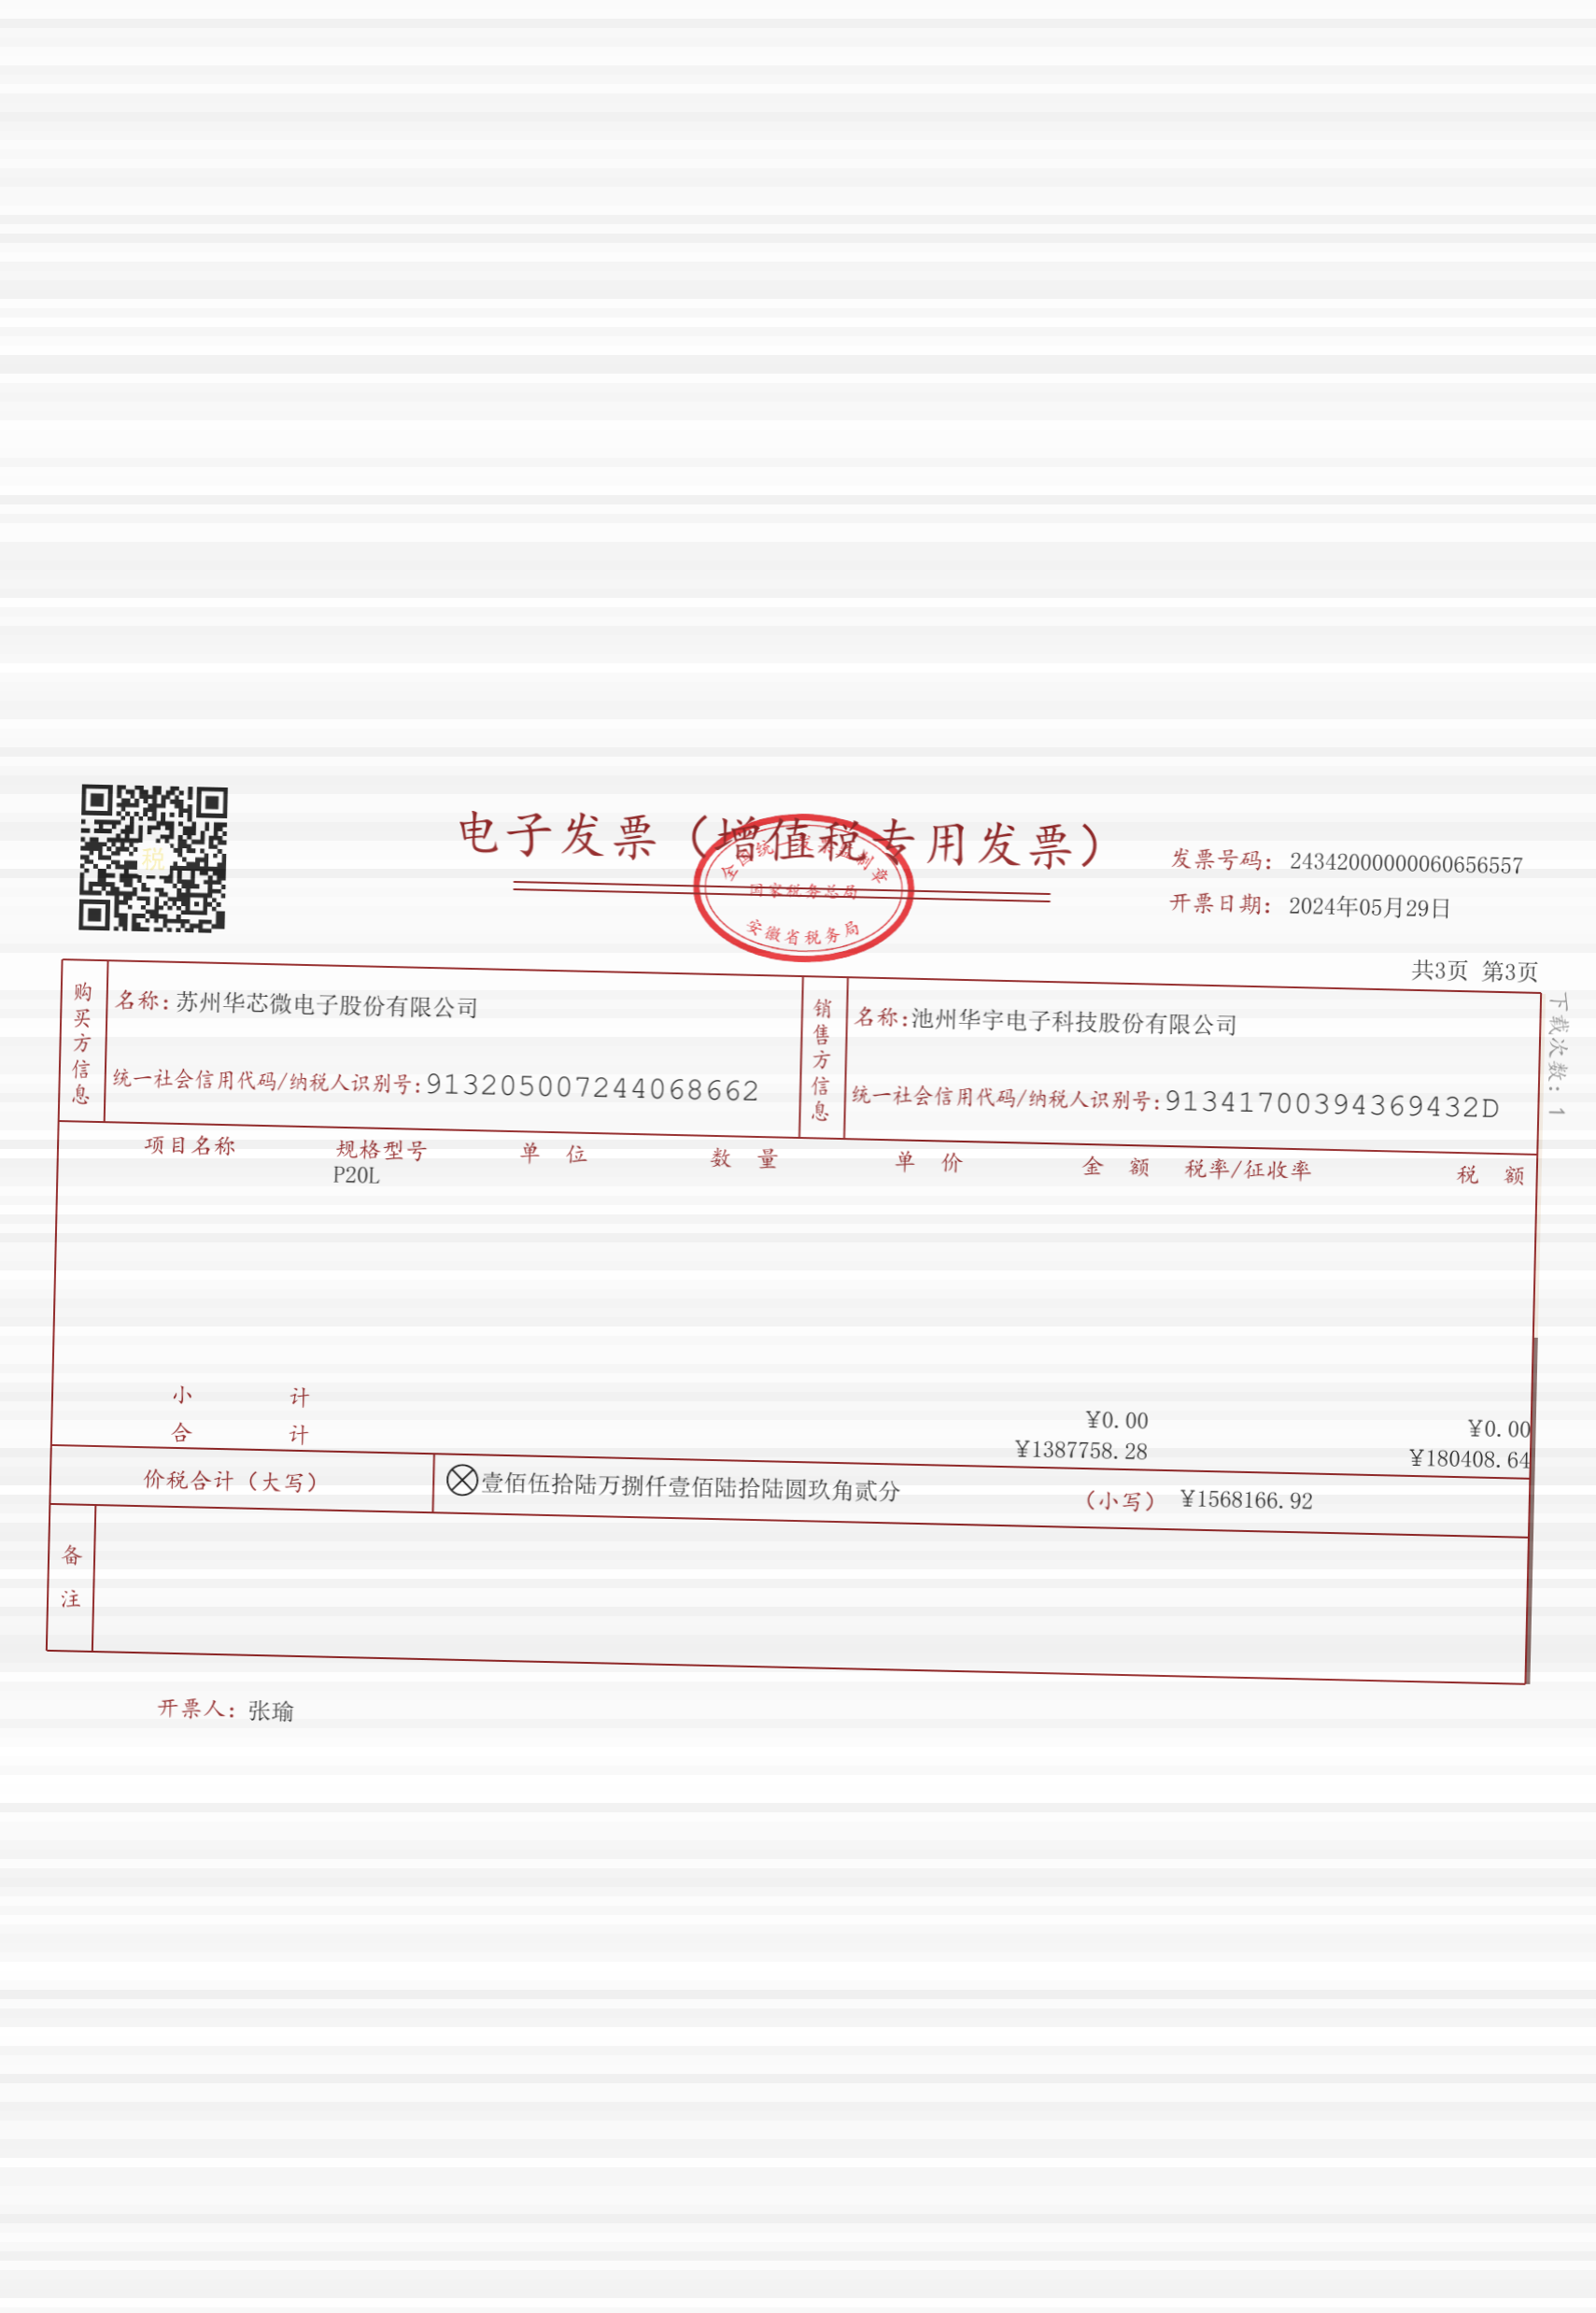 税
电子发票（增值税专用发票）
全国统一发票监制章
国家税务总局
安徽省税务局
发票号码：24342000000060656557
开票日期：2024年05月29日
共3页 第3页
下载次数：1
购买方信息
名称：苏州华芯微电子股份有限公司
统一社会信用代码/纳税人识别号：913205007244068662
销售方信息
名称：池州华宇电子科技股份有限公司
统一社会信用代码/纳税人识别号：91341700394369432D
项目名称 规格型号 单位 数量 单价 金额 税率/征收率 税额
P20L
小计 ¥0.00 ¥0.00
合计 ¥1387758.28 ¥180408.64
价税合计（大写） 壹佰伍拾陆万捌仟壹佰陆拾陆圆玖角贰分 （小写） ¥1568166.92
备注
开票人：张瑜